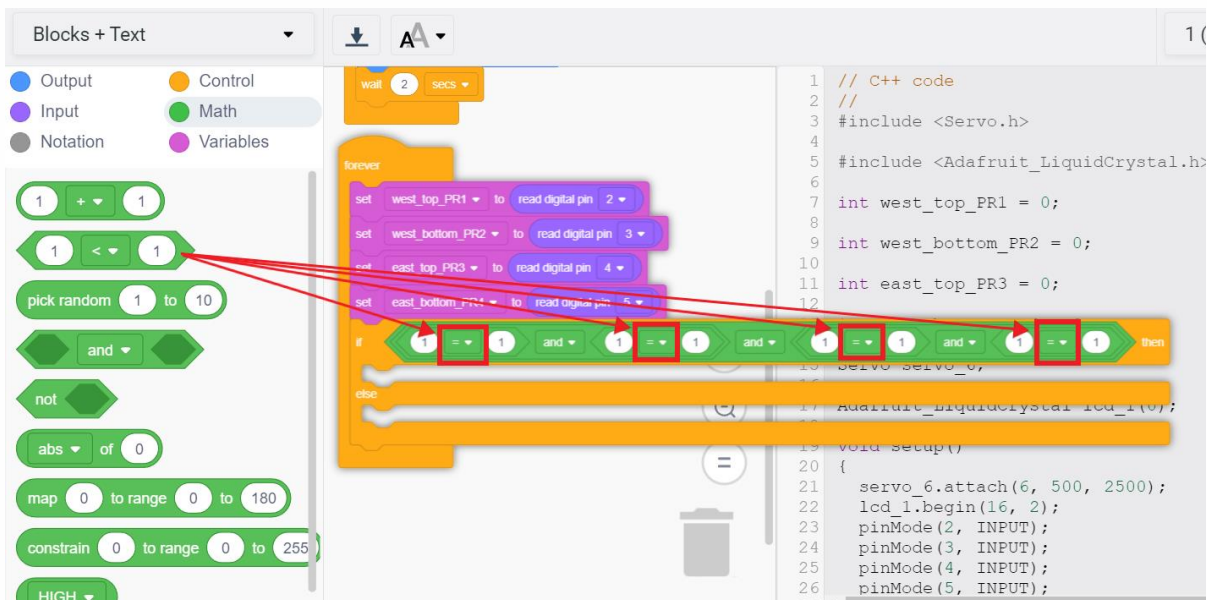 Blocks + Text
AA
1 (
Output Control
Input Math
Notation Variables
1 + 1
1 < 1
pick random 1 to 10
and
not
abs of 0
map 0 to range 0 to 180
constrain 0 to range 0 to 255
HIGH
wait 2 secs
forever
set west_top_PR1 to read digital pin 2
set west_bottom_PR2 to read digital pin 3
set east_top_PR3 to read digital pin 4
set east_bottom_PR4 to read digital pin 5
if 1 = 1 and 1 = 1 and 1 = 1 and 1 = 1 then
else
=
1 // C++ code
2 //
3 #include <Servo.h>
4
5 #include <Adafruit_LiquidCrystal.h>
6
7 int west_top_PR1 = 0;
8
9 int west_bottom_PR2 = 0;
10
11 int east_top_PR3 = 0;
12
15 Servo servo_6;
17 Adafruit_LiquidCrystal lcd_1(0);
19 void setup()
20 {
21 servo_6.attach(6, 500, 2500);
22 lcd_1.begin(16, 2);
23 pinMode(2, INPUT);
24 pinMode(3, INPUT);
25 pinMode(4, INPUT);
26 pinMode(5, INPUT);